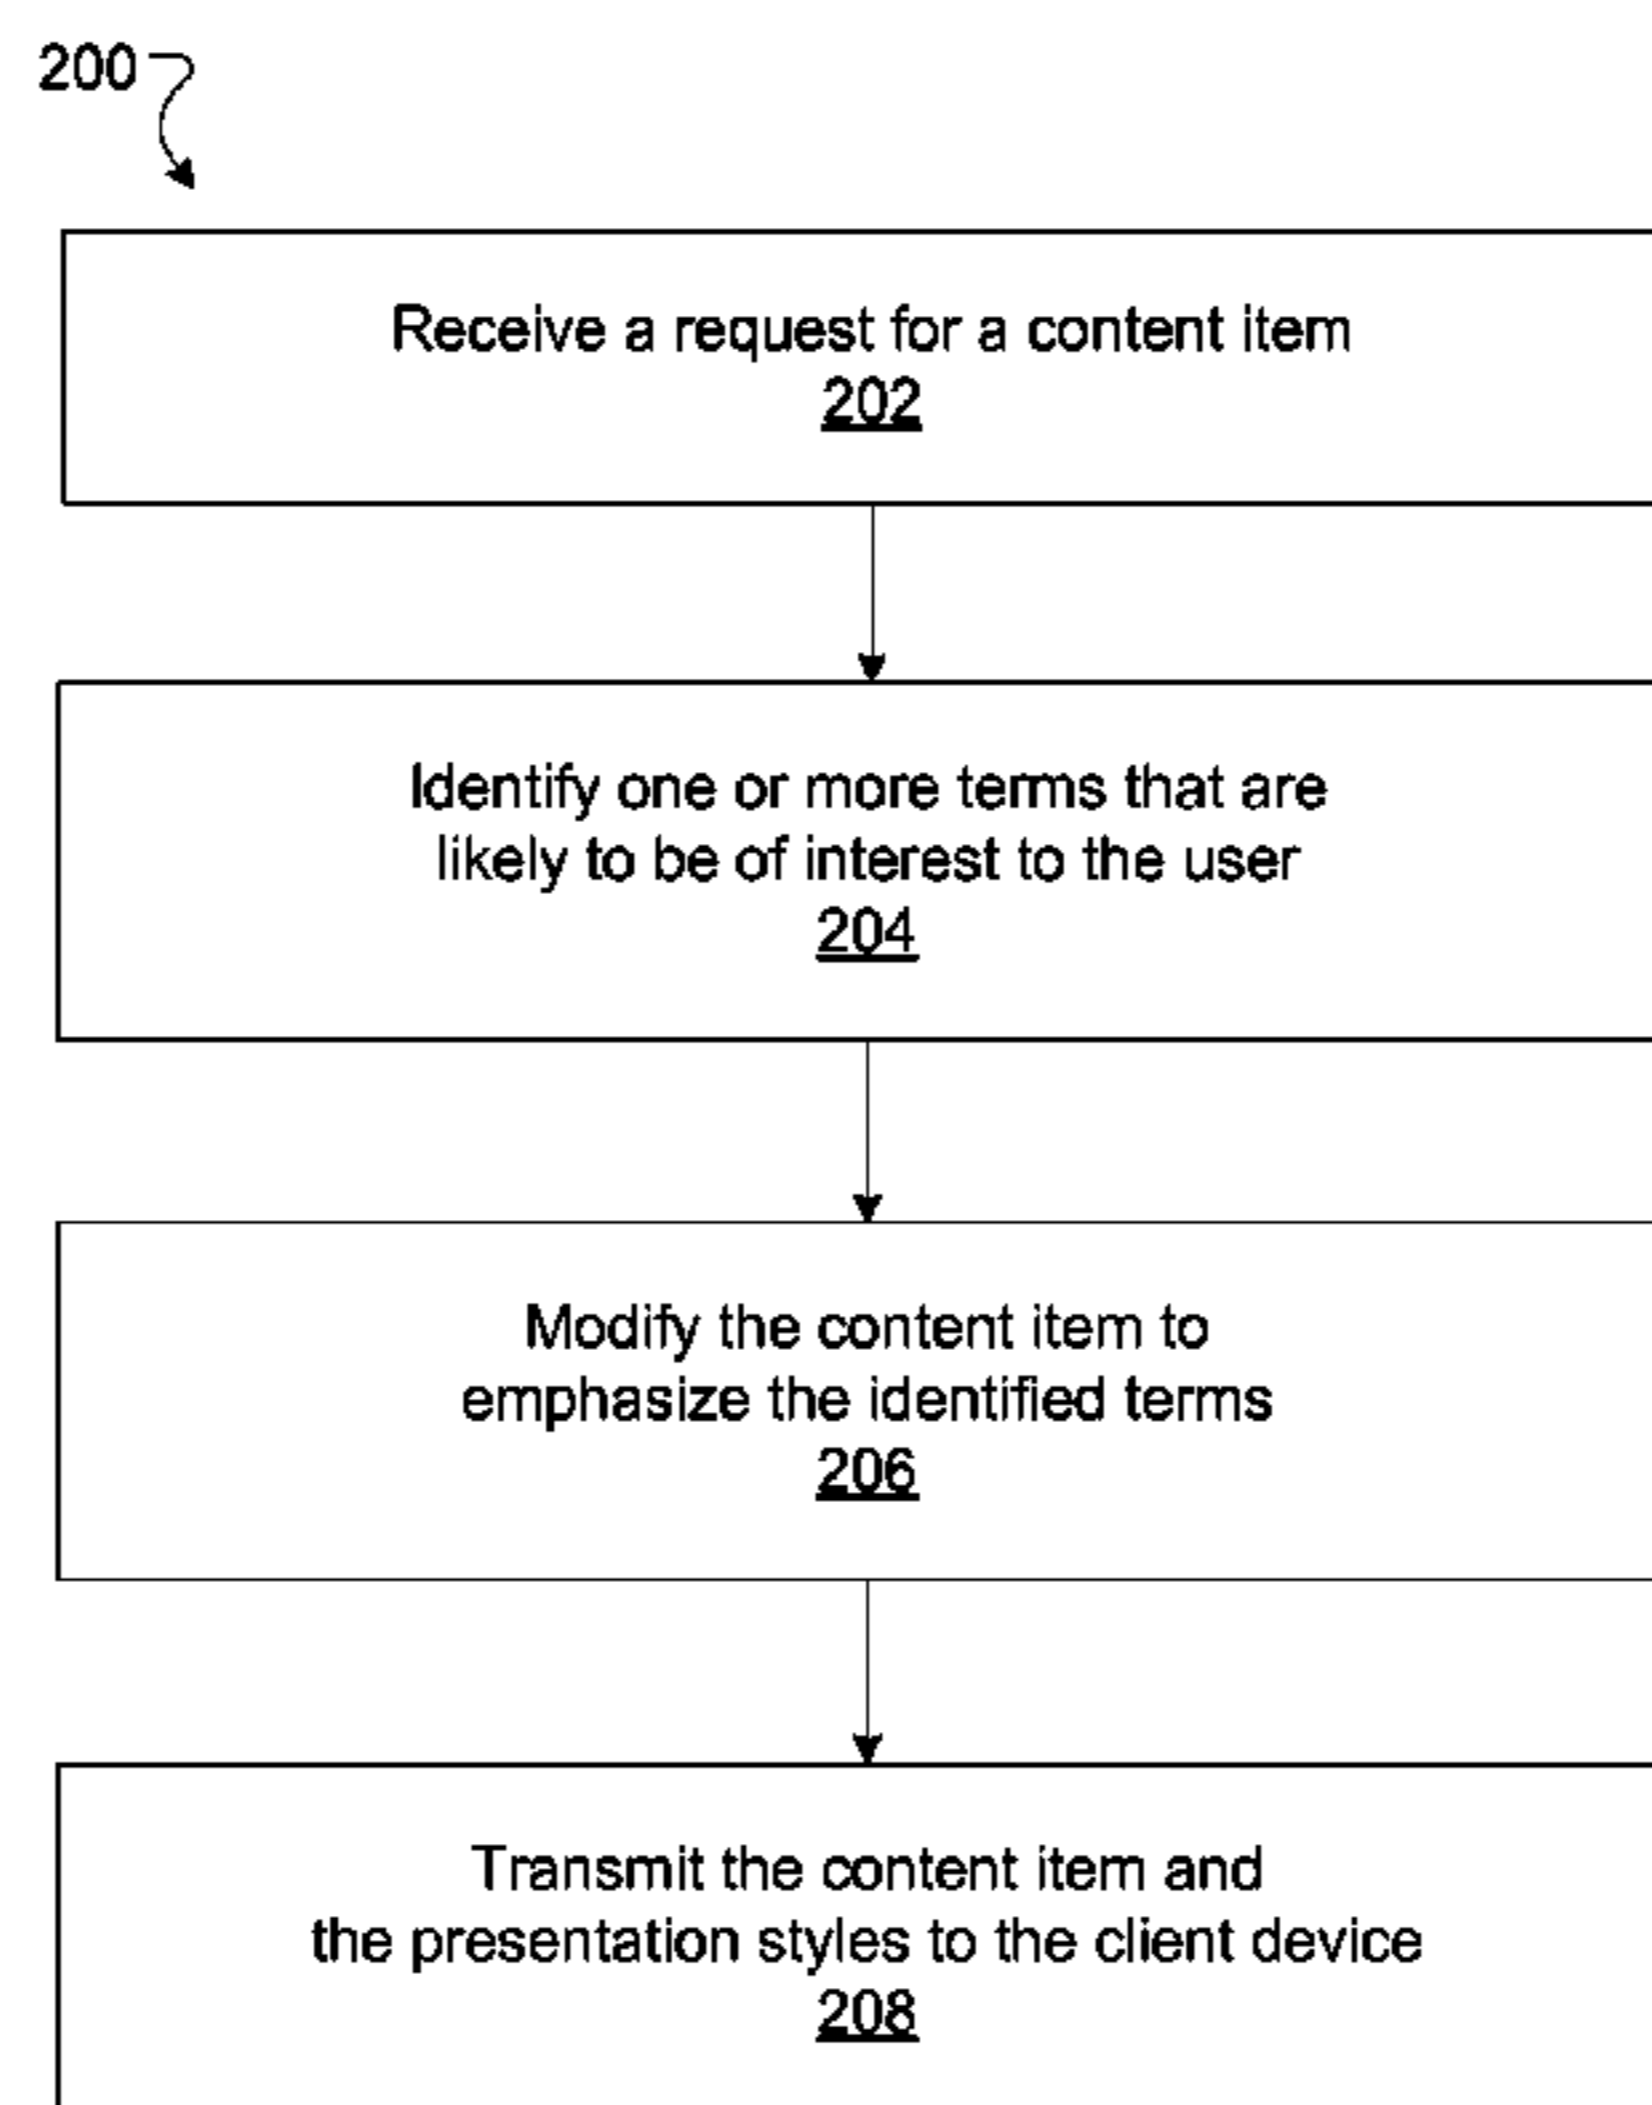 200
Receive a request for a content item
202
Identify one or more terms that are
likely to be of interest to the user
204
Modify the content item to
emphasize the identified terms
206
Transmit the content item and
the presentation styles to the client device
208